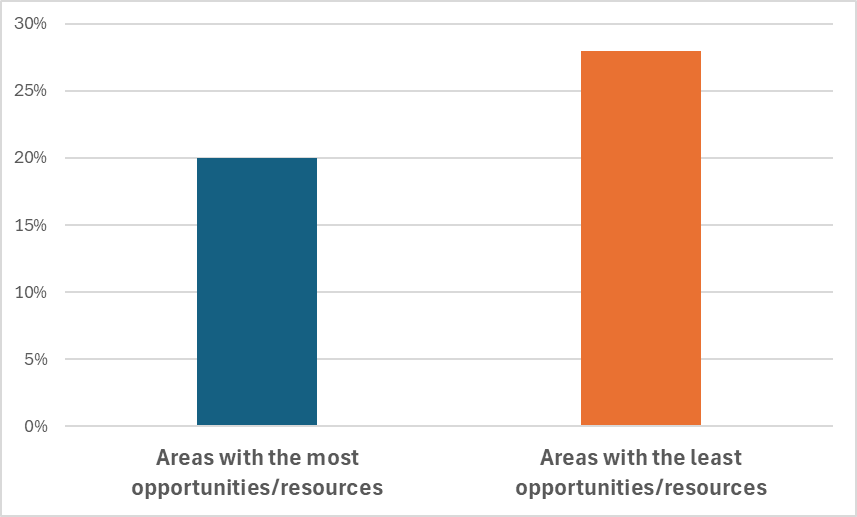 30%
25%
20%
15%
10%
5%
0%
Areas with the most
opportunities/resources
Areas with the least
opportunities/resources